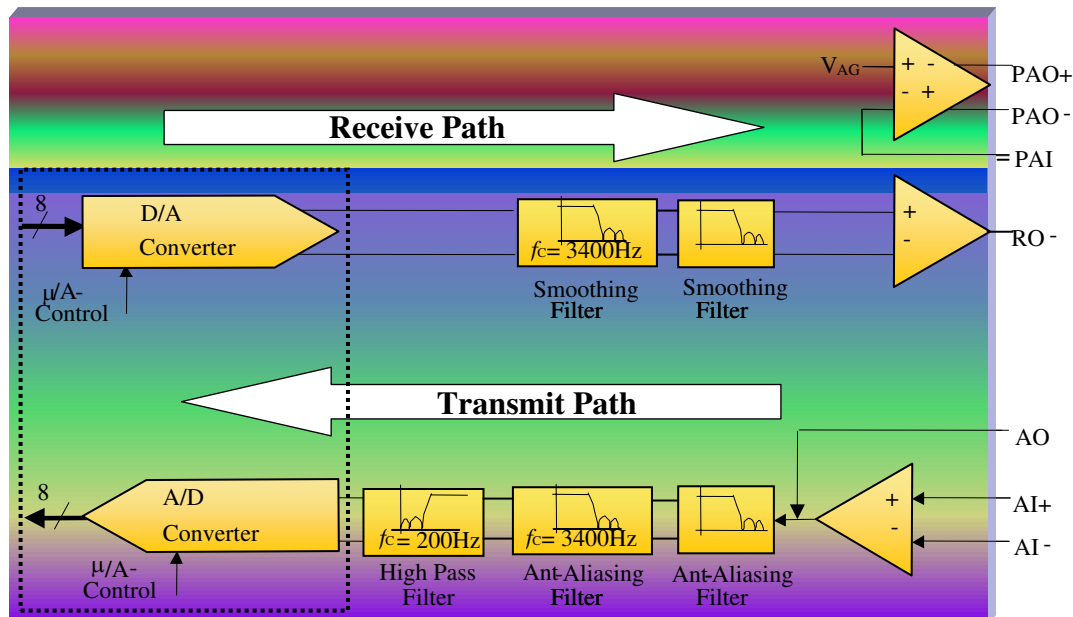 VAG
+ -
- +
PAO+
PAO-
= PAI
Receive Path
8
D/A
Converter
µ/A-
Control
fC= 3400Hz
Smoothing
Filter
Smoothing
Filter
+
-
RO-
Transmit Path
AO
8
A/D
Converter
µ/A-
Control
fC= 200Hz
High Pass
Filter
fC= 3400Hz
Ant-Aliasing
Filter
Ant-Aliasing
Filter
+
-
AI+
AI-